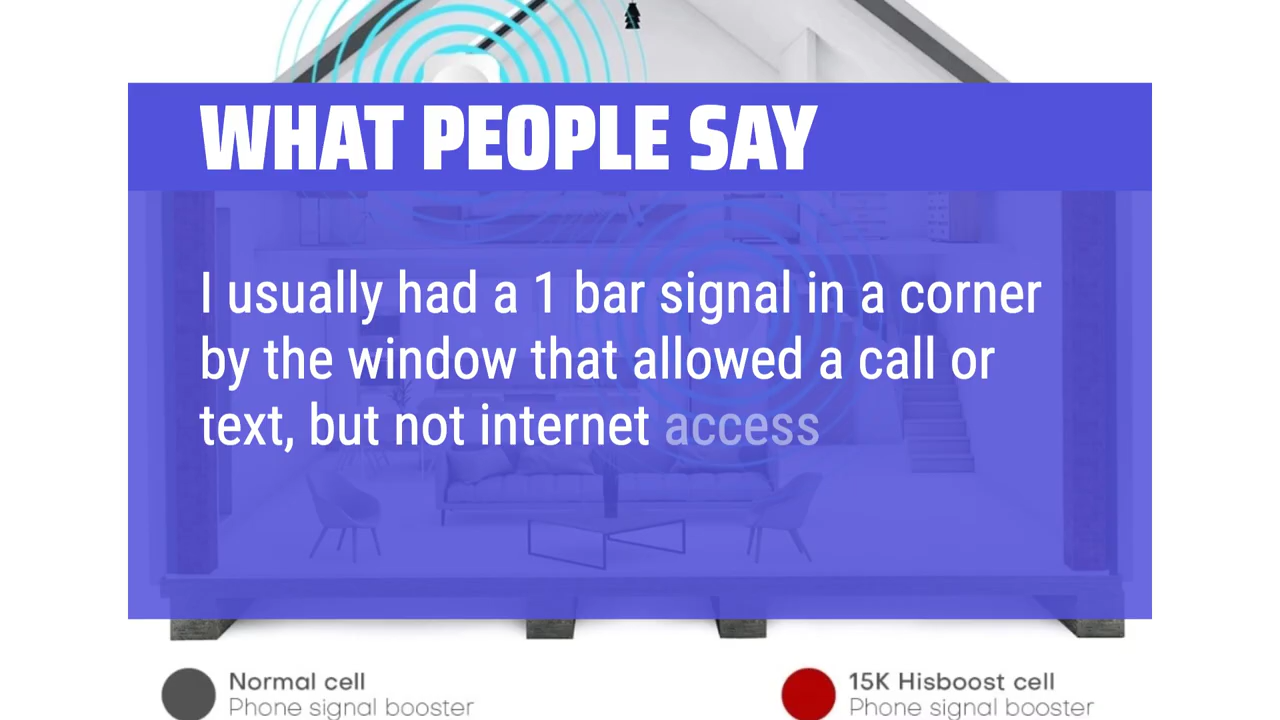 WHAT PEOPLE SAY
I usually had a 1 bar signal in a corner
by the window that allowed a call or
text, but not internet access
Normal cell
Phone signal booster
15K Hisboost cell
Phone signal booster